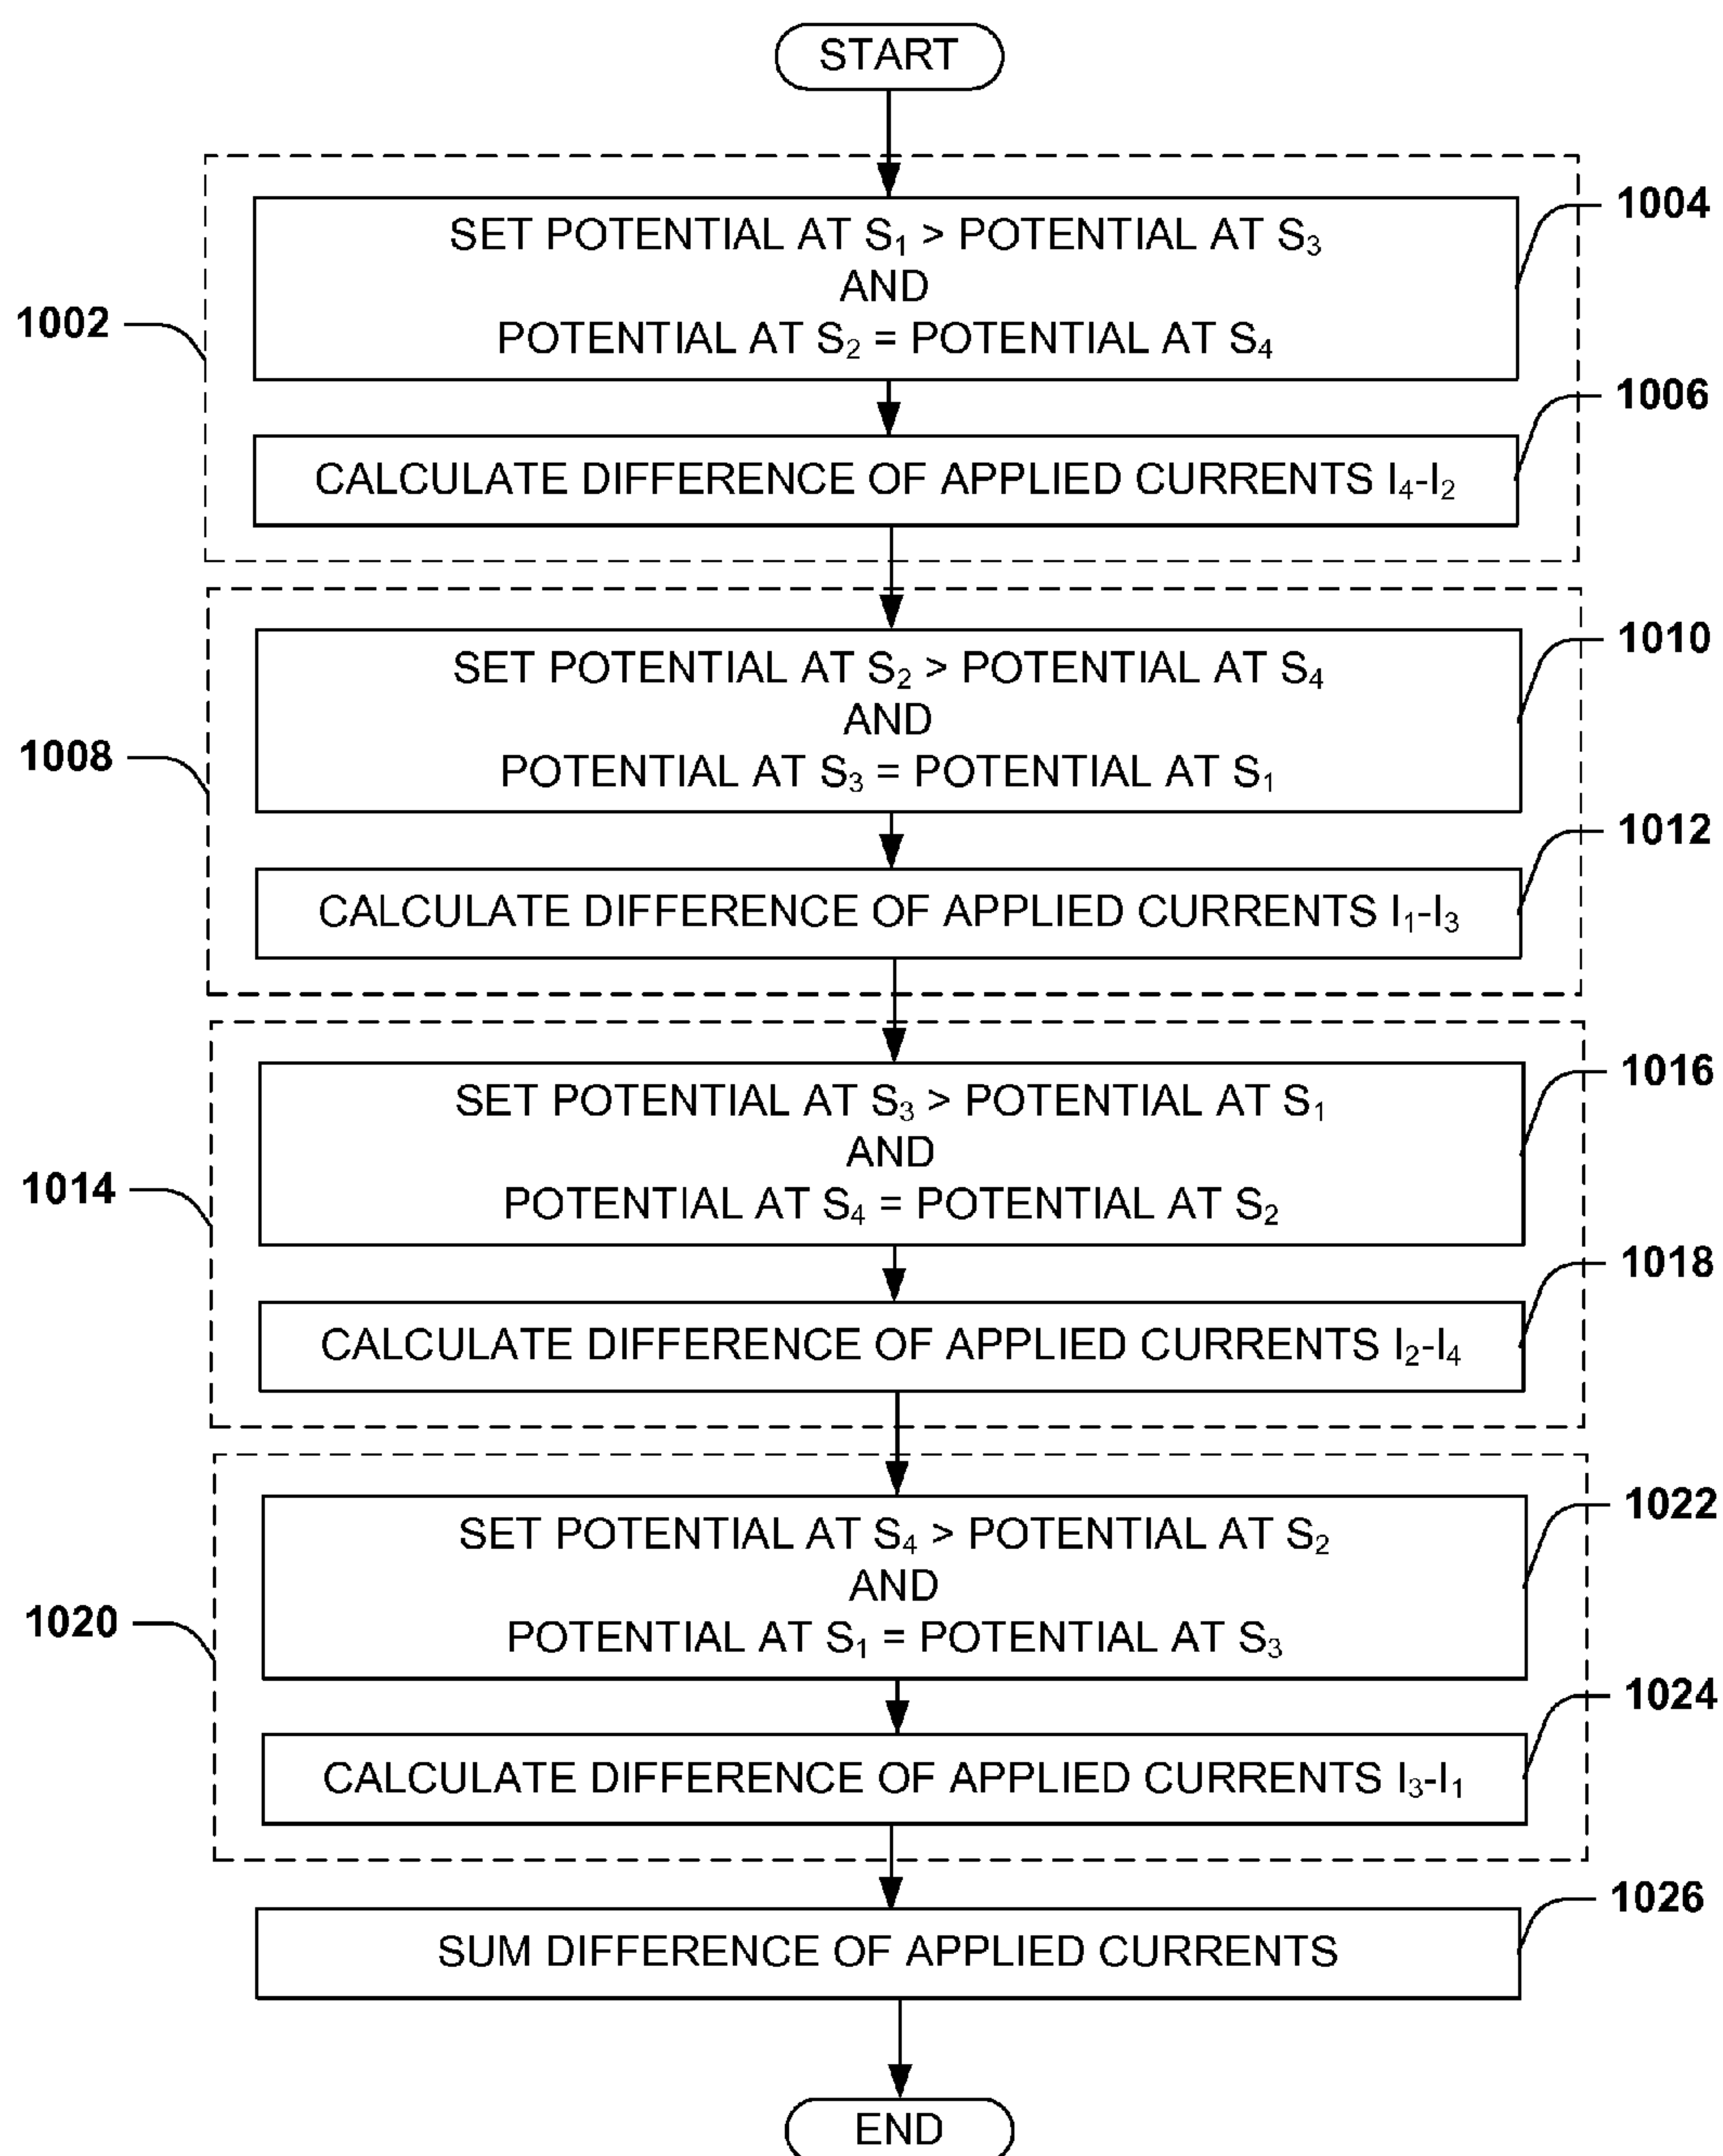 START
SET POTENTIAL AT S₁ > POTENTIAL AT S₃
AND
POTENTIAL AT S₂ = POTENTIAL AT S₄
1004
1002
1006
CALCULATE DIFFERENCE OF APPLIED CURRENTS I₄-I₂
SET POTENTIAL AT S₂ > POTENTIAL AT S₄
AND
POTENTIAL AT S₃ = POTENTIAL AT S₁
1010
1008
1012
CALCULATE DIFFERENCE OF APPLIED CURRENTS I₁-I₃
SET POTENTIAL AT S₃ > POTENTIAL AT S₁
AND
POTENTIAL AT S₄ = POTENTIAL AT S₂
1016
1014
1018
CALCULATE DIFFERENCE OF APPLIED CURRENTS I₂-I₄
SET POTENTIAL AT S₄ > POTENTIAL AT S₂
AND
POTENTIAL AT S₁ = POTENTIAL AT S₃
1022
1020
1024
CALCULATE DIFFERENCE OF APPLIED CURRENTS I₃-I₁
1026
SUM DIFFERENCE OF APPLIED CURRENTS
END